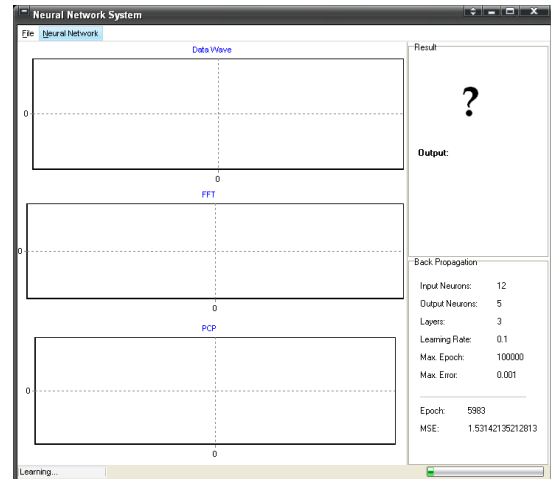 Neural Network System
File Neural Network
Data Wave
0
0
FFT
0
0
PCP
0
0
Result
?
Output:
Back Propagation
Input Neurons: 12
Output Neurons: 5
Layers: 3
Learning Rate: 0.1
Max. Epoch: 100000
Max. Error: 0.001
Epoch: 5983
MSE: 1.53142135212813
Learning...